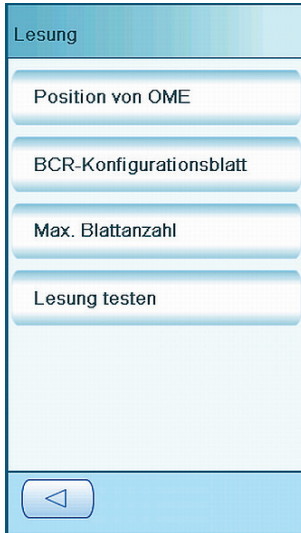 Lesung
Position von OME
BCR-Konfigurationsblatt
Max. Blattanzahl
Lesung testen